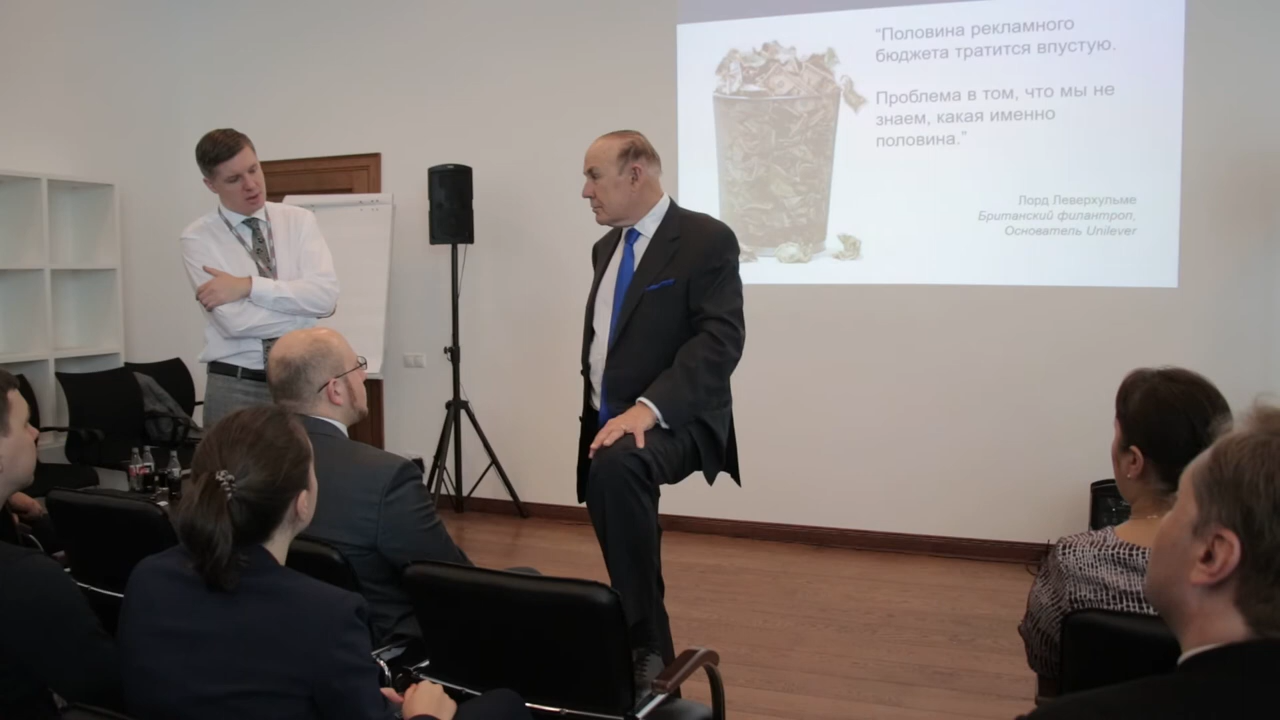 “Половина рекламного
бюджета тратится впустую.
Проблема в том, что мы не
знаем, какая именно
половина.”
Лорд Леверхульме
Британский филантроп,
Основатель Unilever